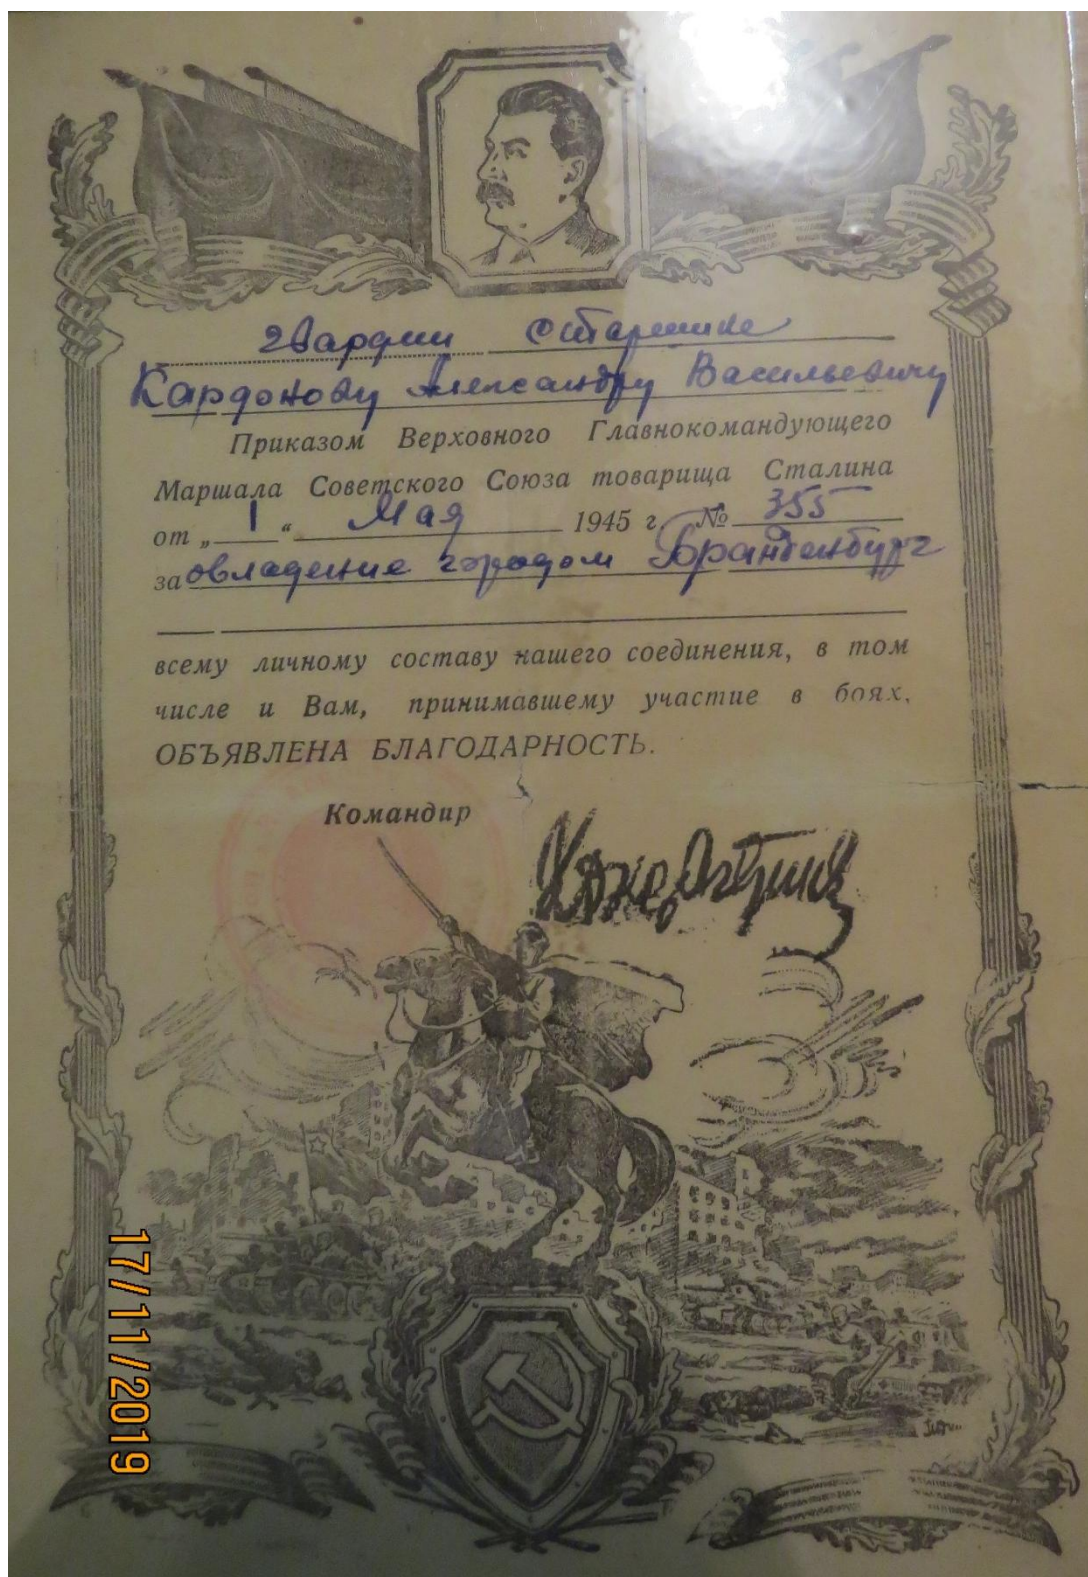 гвардии старшине
Кардонову Александру Васильевичу
Приказом Верховного Главнокомандующего
Маршала Советского Союза товарища Сталина
от „1“ Мая 1945 г. № 355
за овладение городом Бранденбург
всему личному составу нашего соединения, в том
числе и Вам, принимавшему участие в боях,
ОБЪЯВЛЕНА БЛАГОДАРНОСТЬ.
Командир
17/11/2019